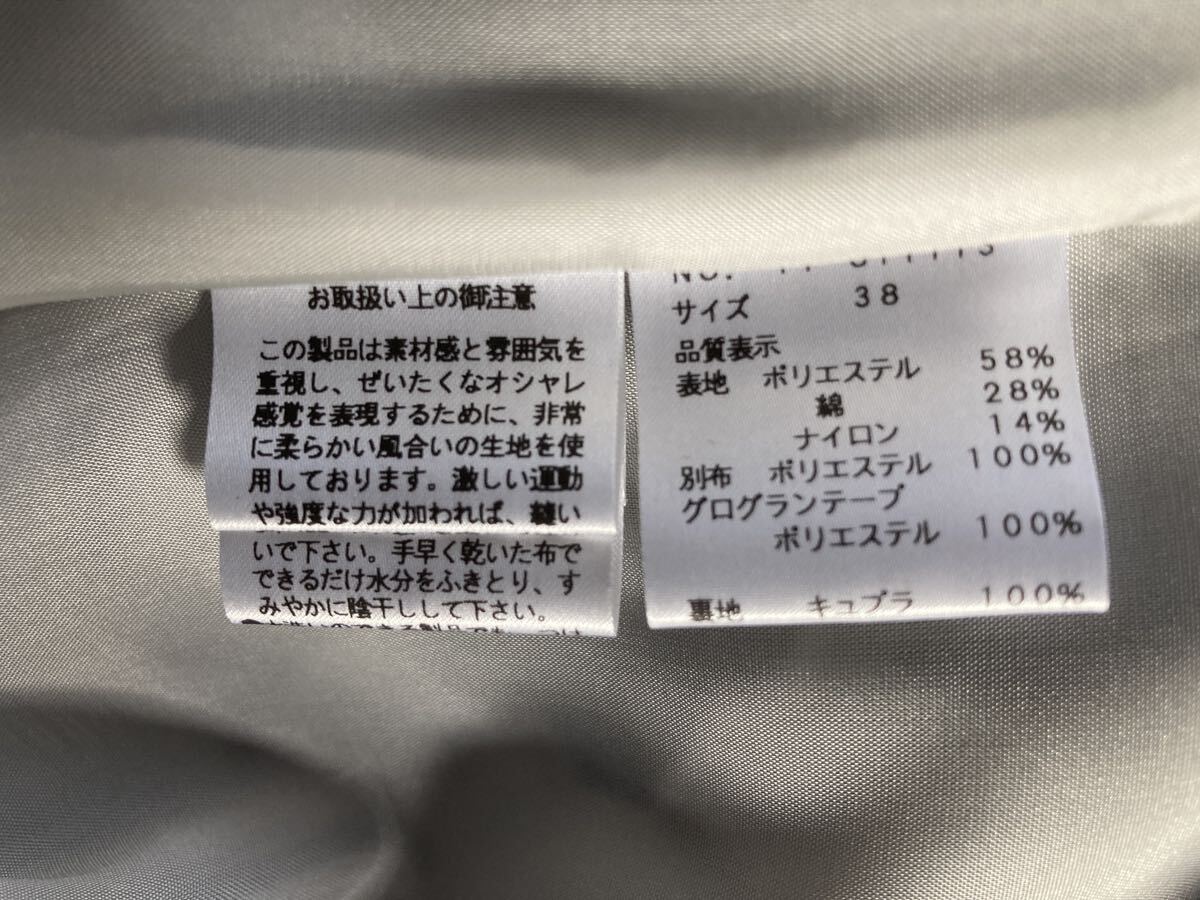 お取扱い上の御注意
この製品は素材感と雰囲気を
重視し、ぜいたくなオシャレ
感覚を表現するために、非常
に柔らかい風合いの生地を使
用しております。激しい運動
や強度な力が加われば、縫い
いで下さい。手早く乾いた布で
できるだけ水分をふきとり、す
みやかに陰干しして下さい。
サイズ 38
品質表示
表地 ポリエステル 58%
綿 28%
ナイロン 14%
別布 ポリエステル 100%
グログランテープ
ポリエステル 100%
裏地 キュプラ 100%